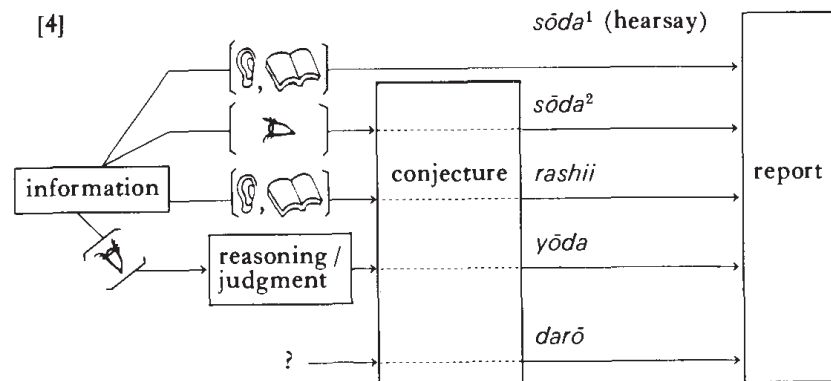 [4]
sōda¹ (hearsay)
sōda²
information
conjecture
rashii
report
reasoning /
judgment
yōda
?
darō